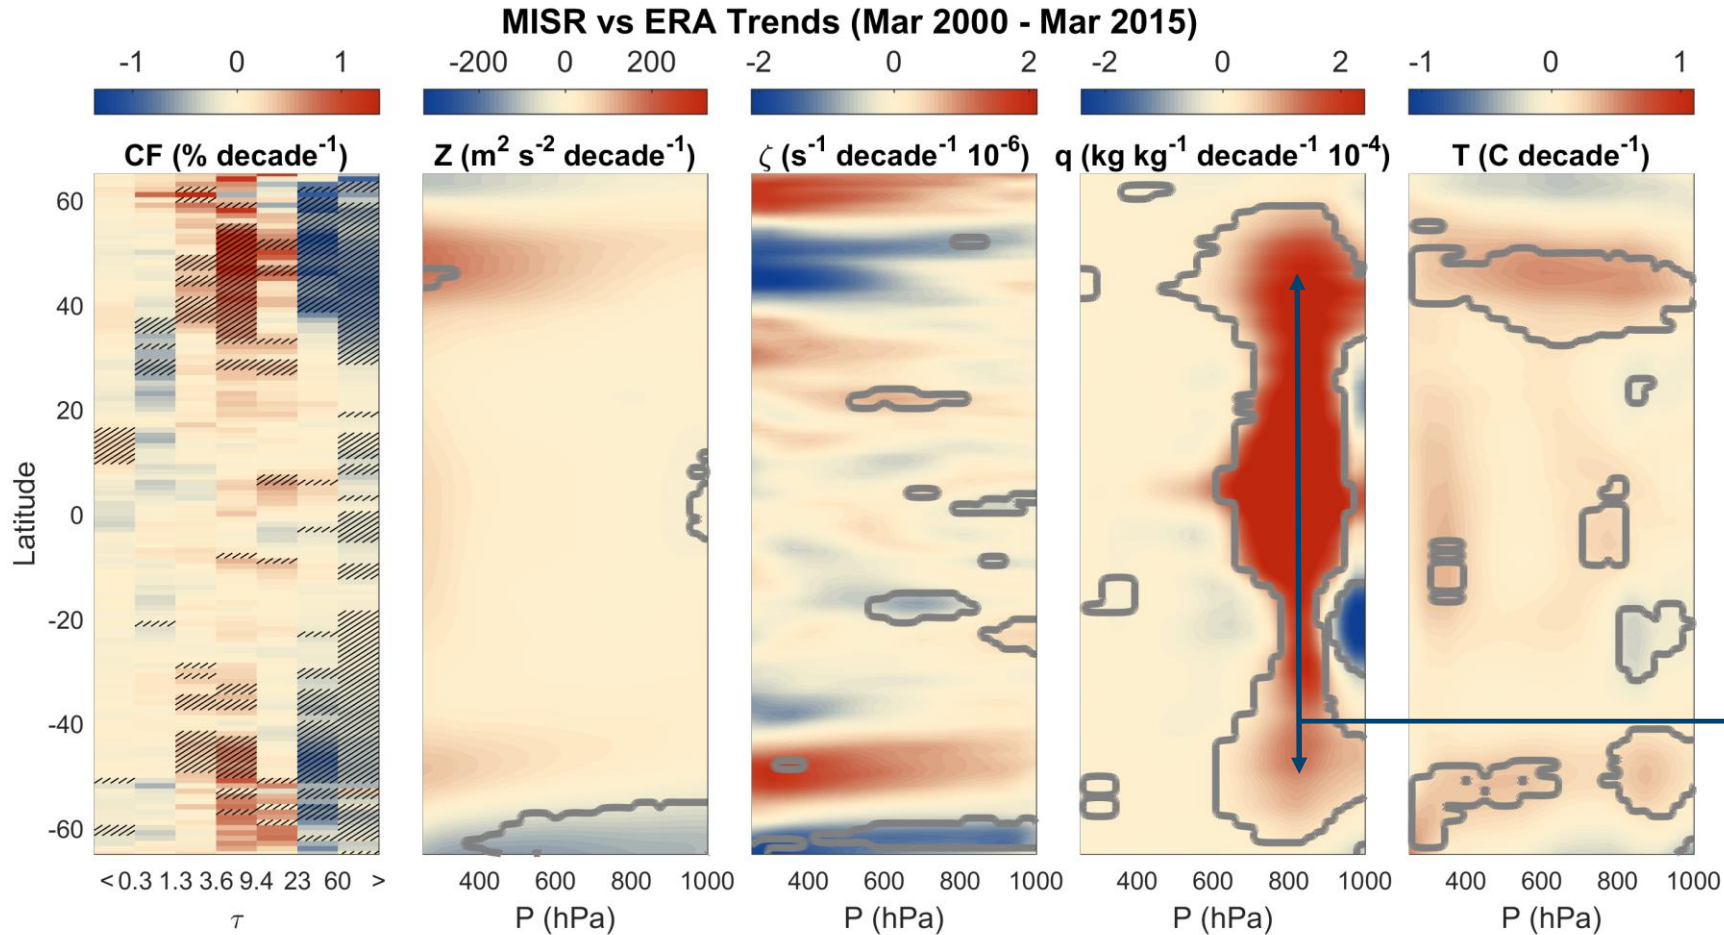 MISR vs ERA Trends (Mar 2000 - Mar 2015)
-1 0 1
-200 0 200
-2 0 2
-2 0 2
-1 0 1
CF (% decade⁻¹)
Z (m² s⁻² decade⁻¹)
ζ (s⁻¹ decade⁻¹ 10⁻⁶)
q (kg kg⁻¹ decade⁻¹ 10⁻⁴)
T (C decade⁻¹)
Latitude
60
40
20
0
-20
-40
-60
< 0.3 1.3 3.6 9.4 23 60 >
400 600 800 1000
400 600 800 1000
400 600 800 1000
400 600 800 1000
τ
P (hPa)
P (hPa)
P (hPa)
P (hPa)